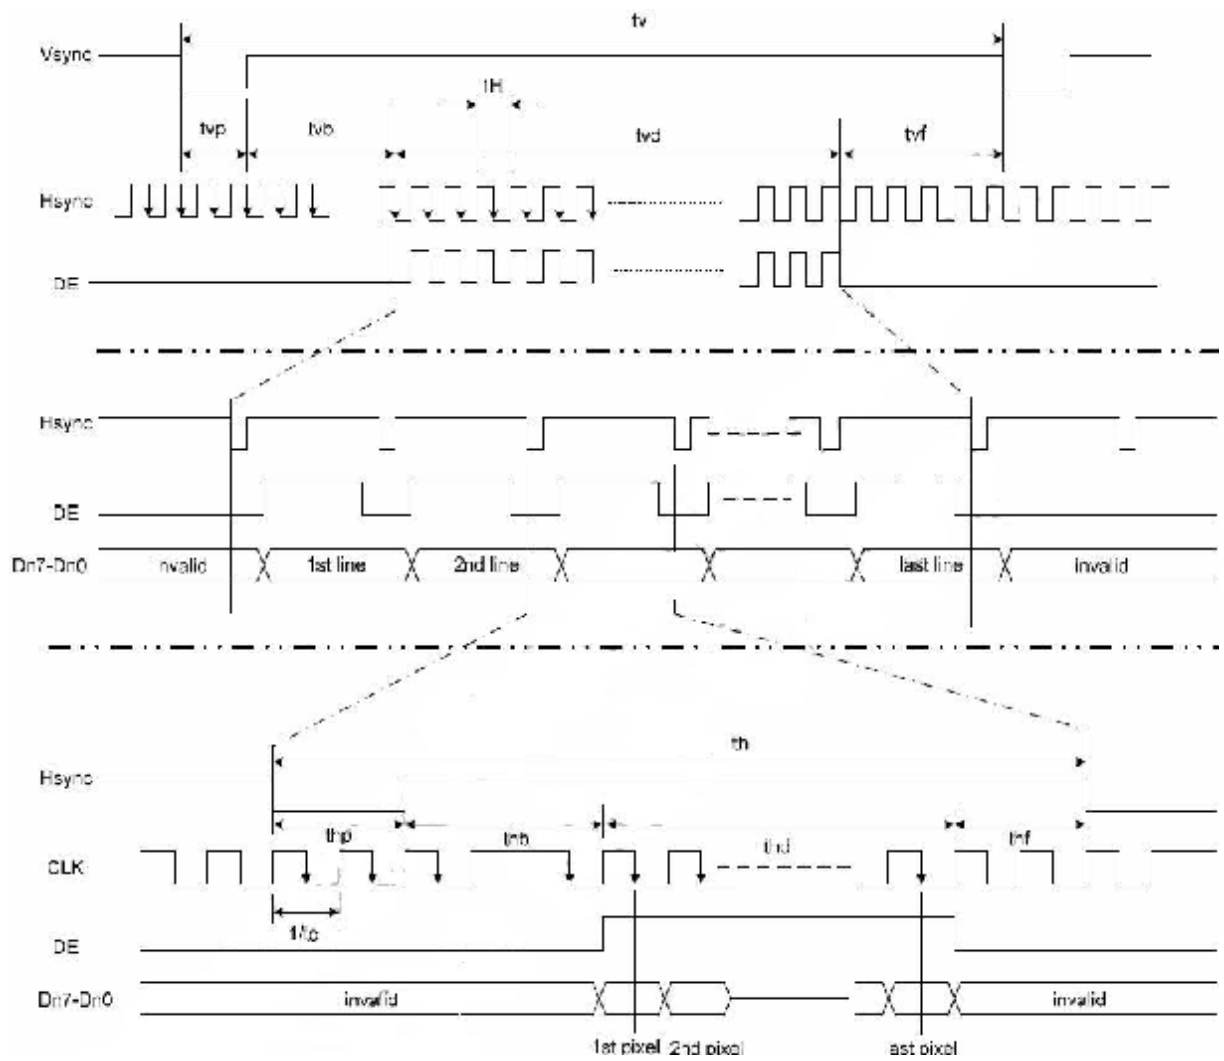 tv
Vsync
tH
tvp
tvb
tvd
tvf
Hsync
DE
Hsync
DE
Dn7-Dn0
invalid
1st line
2nd line
last line
invalid
th
Hsync
thp
thb
thd
thf
CLK
1/fc
DE
Dn7-Dn0
invalid
invalid
1st pixel
2nd pixel
ast pixel